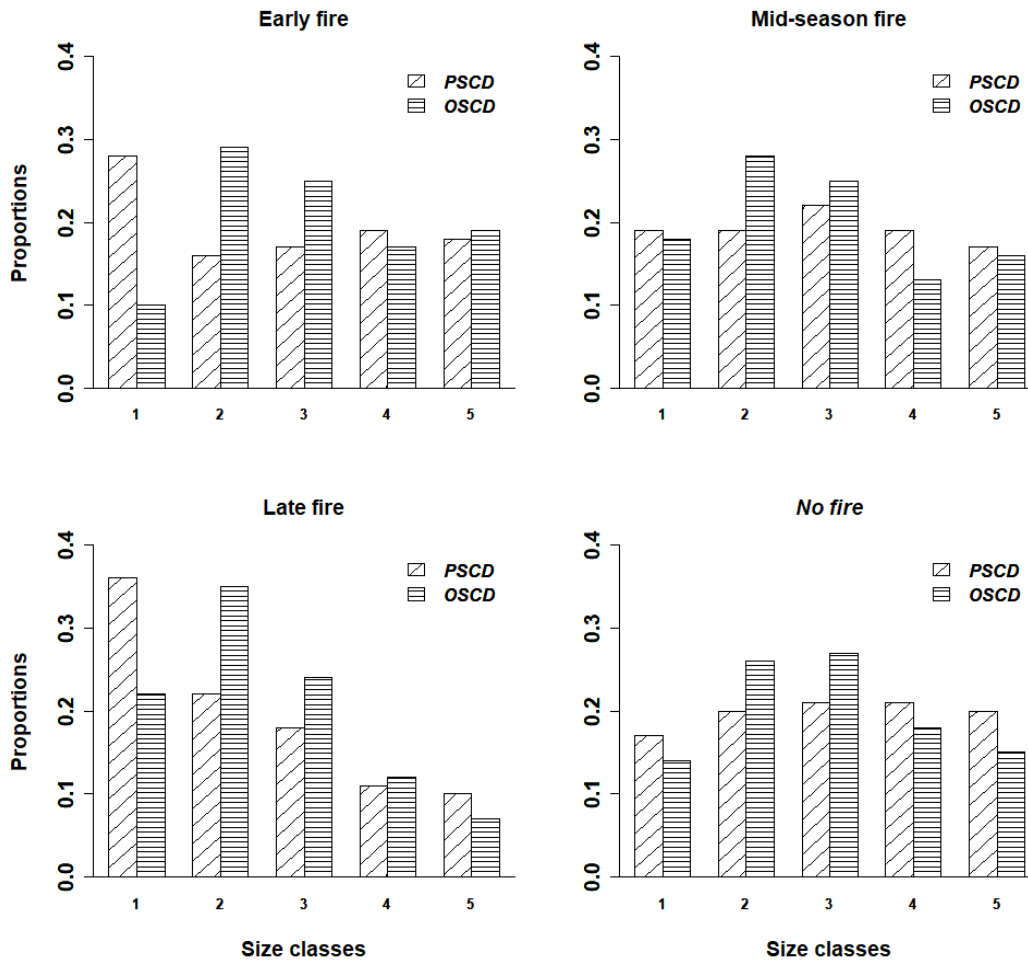 Early fire
0.4
0.3
0.2
0.1
0.0
Proportions
PSCD
OSCD
1 2 3 4 5
Mid-season fire
0.4
0.3
0.2
0.1
0.0
PSCD
OSCD
1 2 3 4 5
Late fire
0.4
0.3
0.2
0.1
0.0
Proportions
PSCD
OSCD
1 2 3 4 5
Size classes
No fire
0.4
0.3
0.2
0.1
0.0
PSCD
OSCD
1 2 3 4 5
Size classes